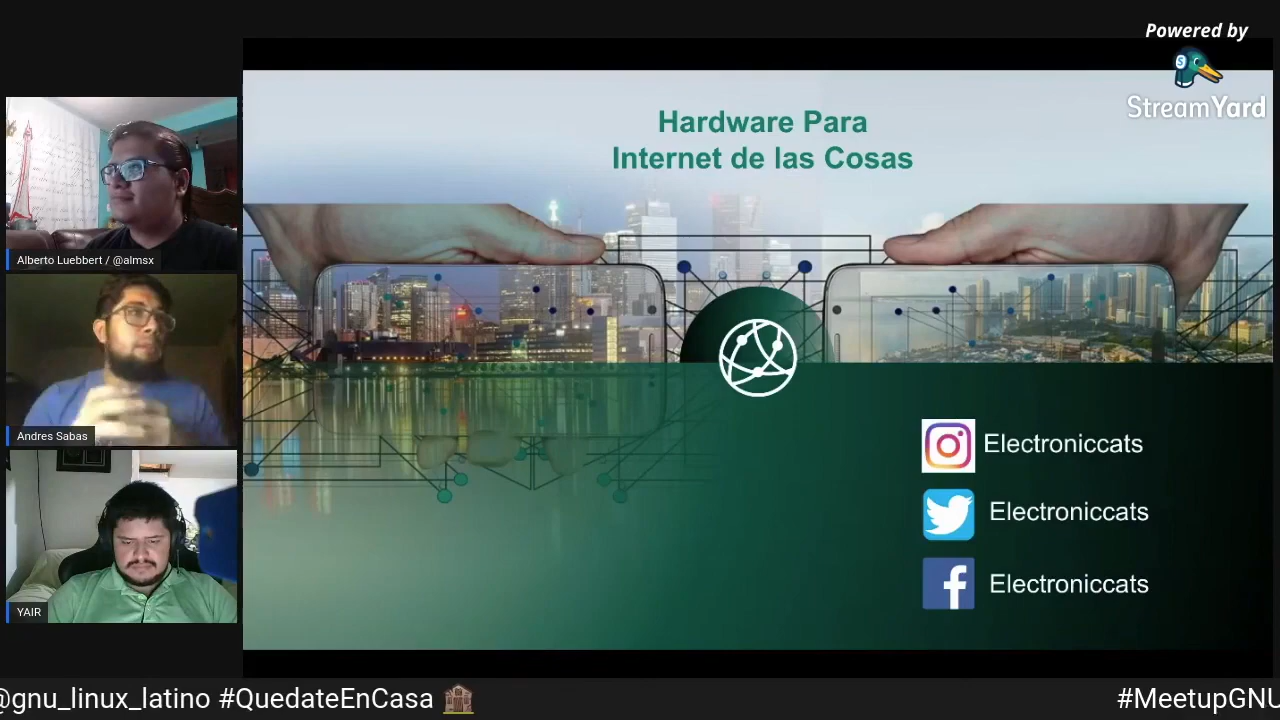 Powered by
StreamYard
Hardware Para
Internet de las Cosas
Alberto Luebbert / @almsx
Andres Sabas
YAIR
Electroniccats
Electroniccats
Electroniccats
@gnu_linux_latino #QuedateEnCasa
#MeetupGNU